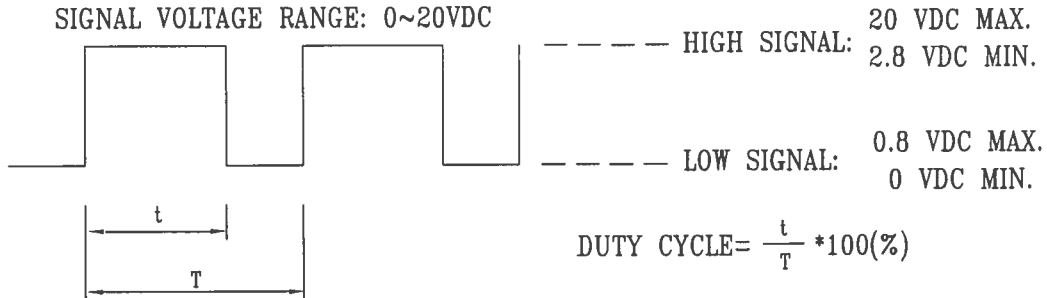 SIGNAL VOLTAGE RANGE: 0~20VDC
HIGH SIGNAL: 20 VDC MAX.
2.8 VDC MIN.
LOW SIGNAL: 0.8 VDC MAX.
0 VDC MIN.
t
T
DUTY CYCLE= t/T *100(%)